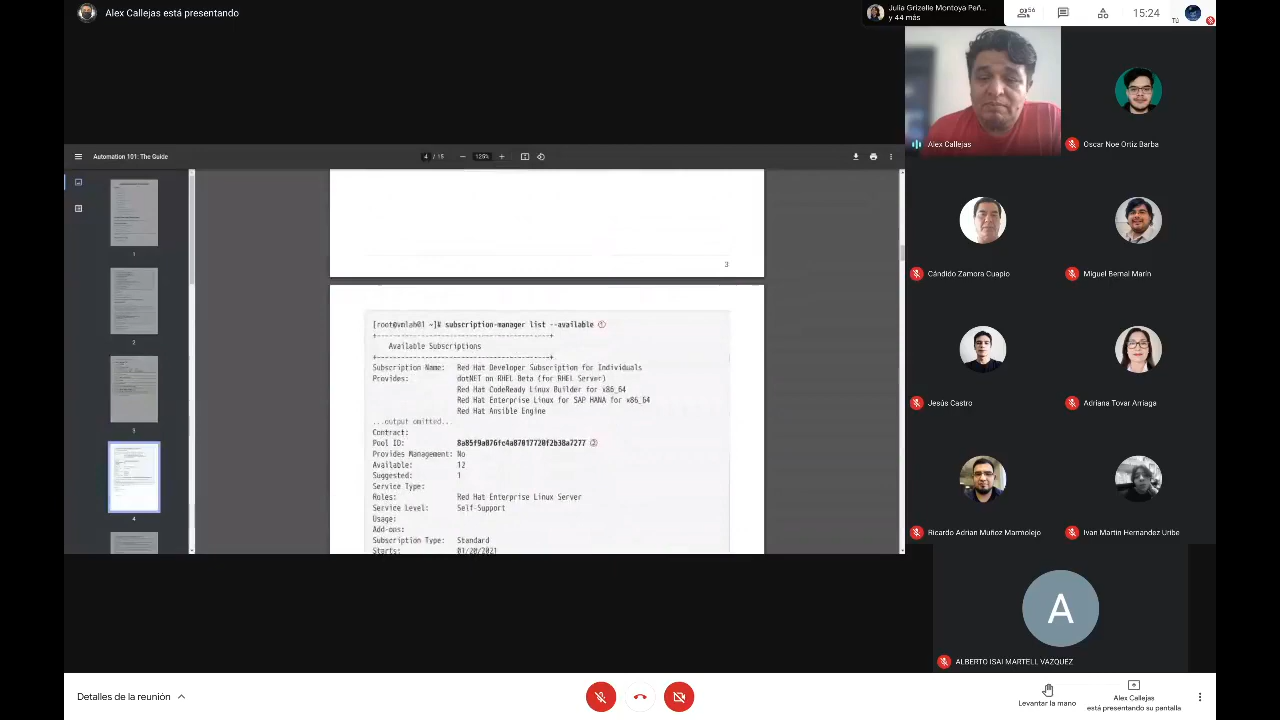 Alex Callejas está presentando
Julia Grizelle Montoya Peñ...
y 44 más
56
15:24
Tú
Automation 101: The Guide
4 / 15
125%
1
2
3
4
3
[root@vmlab01 ~]# subscription-manager list --available ①
+-------------------------------------------+
Available Subscriptions
+-------------------------------------------+
Subscription Name: Red Hat Developer Subscription for Individuals
Provides: dotNET on RHEL Beta (for RHEL Server)
Red Hat CodeReady Linux Builder for x86_64
Red Hat Enterprise Linux for SAP HANA for x86_64
Red Hat Ansible Engine
...output omitted...
Contract:
Pool ID: 8a85f9a076fc4a87017720f2b38a7277 ②
Provides Management: No
Available: 12
Suggested: 1
Service Type:
Roles: Red Hat Enterprise Linux Server
Service Level: Self-Support
Usage:
Add-ons:
Subscription Type: Standard
Starts: 01/20/2021
Alex Callejas
Oscar Noe Ortiz Barba
Cándido Zamora Cuapio
Miguel Bernal Marin
Jesús Castro
Adriana Tovar Arriaga
Ricardo Adrian Muñoz Marmolejo
Ivan Martin Hernandez Uribe
A
ALBERTO ISAI MARTELL VAZQUEZ
Detalles de la reunión
Levantar la mano
Alex Callejas
está presentando su pantalla